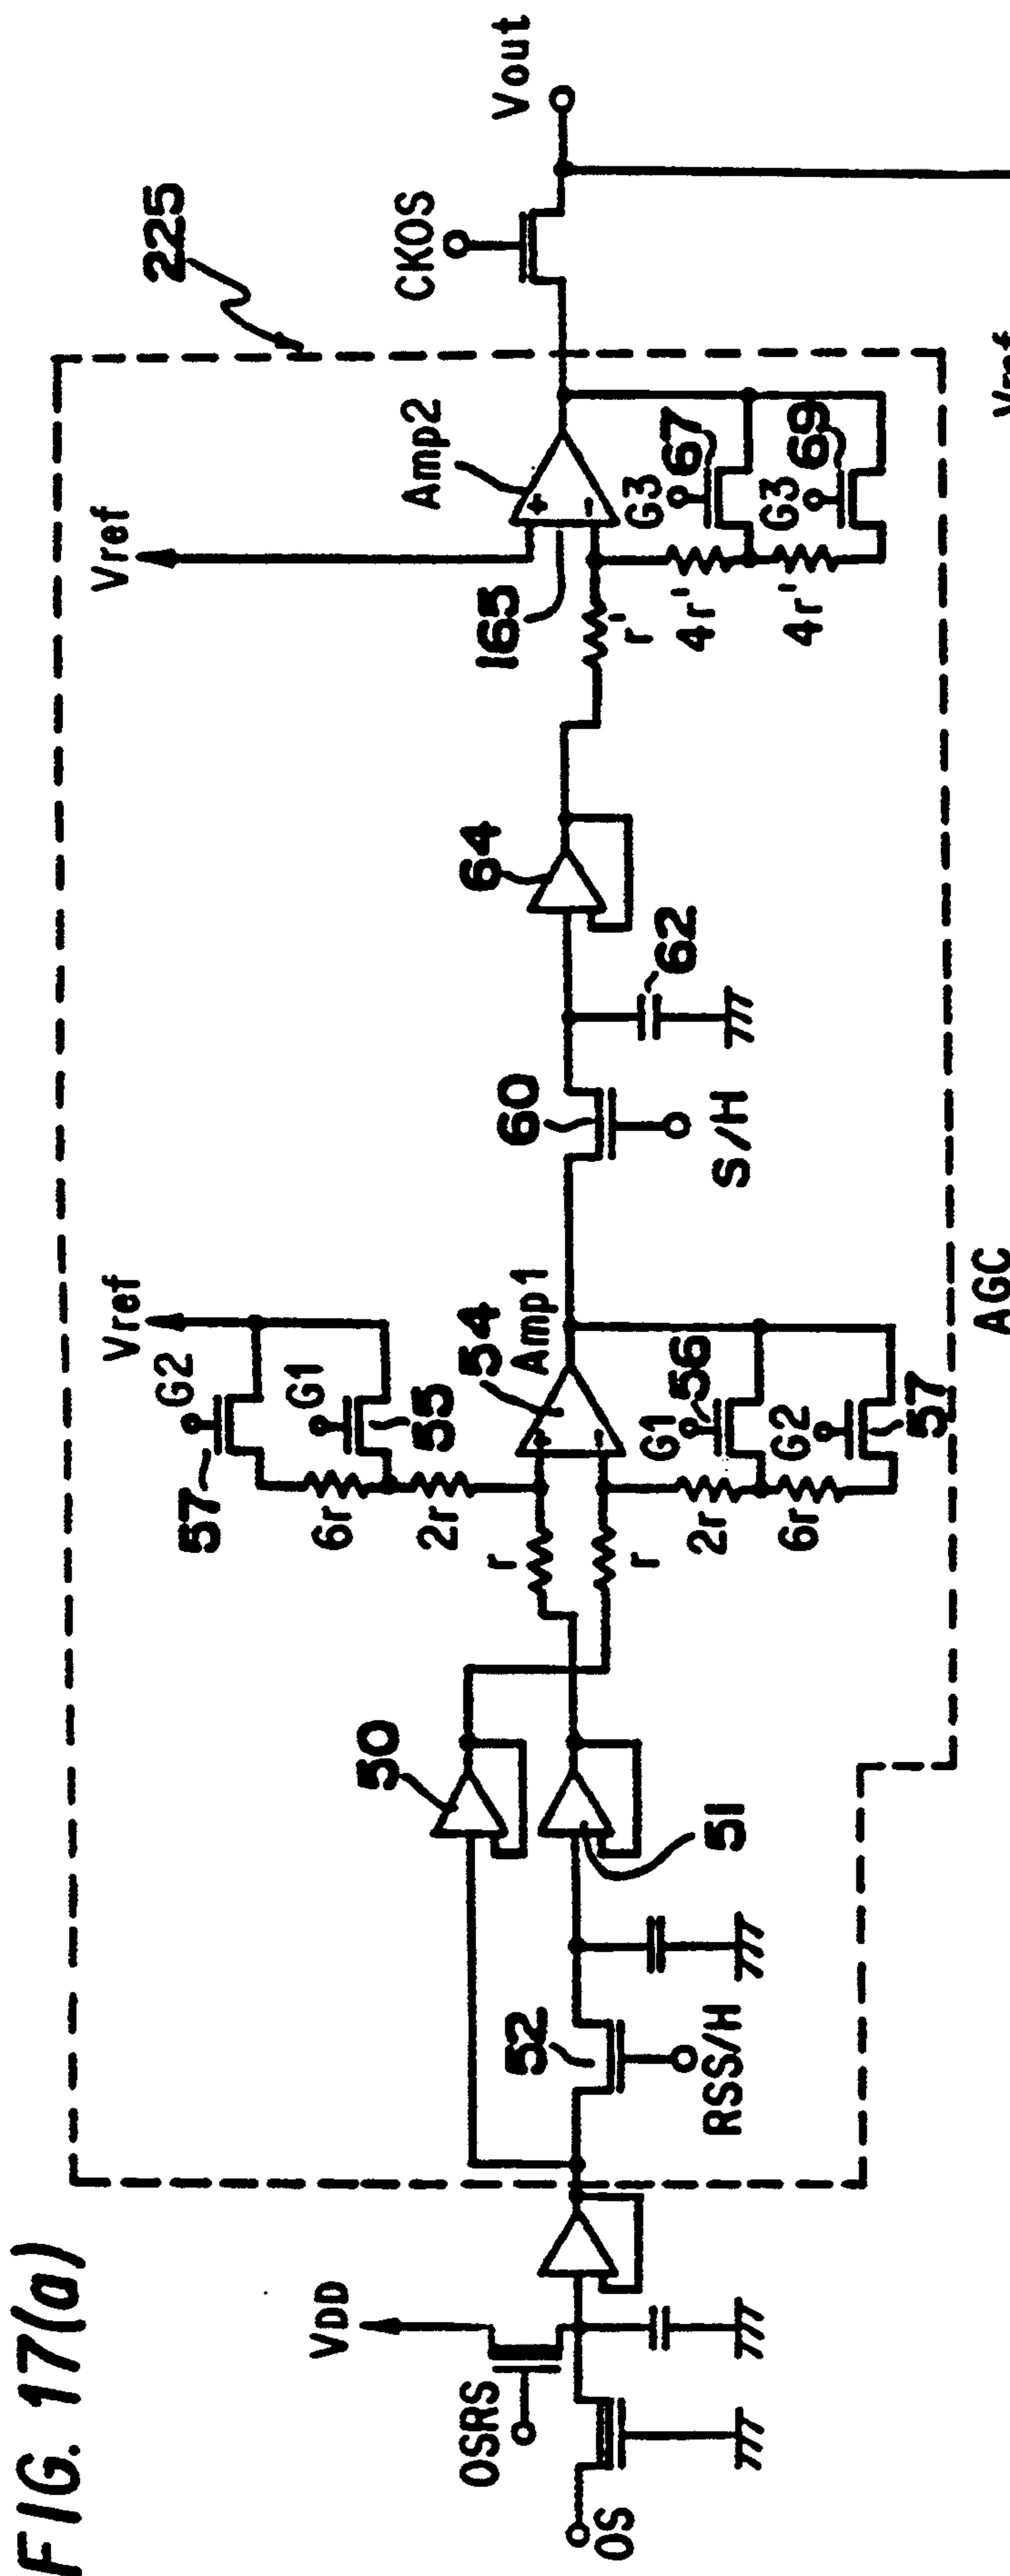 FIG. 17(a)
OS
OSRS
VDD
225
50
51
52
RSS/H
Vref
G2
57
6r
G1
55
2r
r
r
54
Amp1
2r
6r
G1
56
G2
57
60
S/H
62
64
Vref
165
Amp2
r'
4r'
4r'
G3
67
G3
69
CKOS
Vout
AGC
Vref